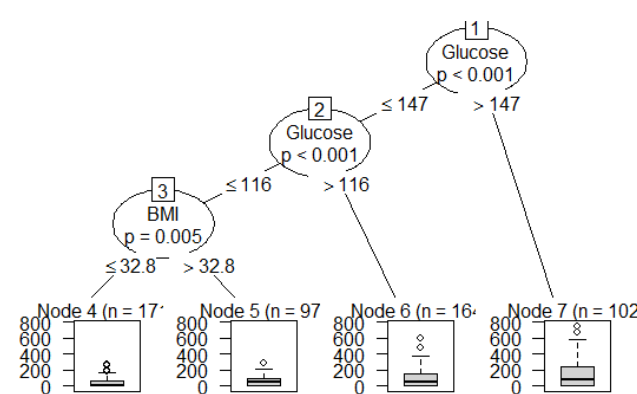 1
Glucose
p < 0.001
≤ 147 > 147
2
Glucose
p < 0.001
≤ 116 > 116
3
BMI
p = 0.005
≤ 32.8 > 32.8
Node 4 (n = 17 Node 5 (n = 97 Node 6 (n = 16 Node 7 (n = 102
800 800 800 800
600 600 600 600
400 400 400 400
200 200 200 200
0 0 0 0